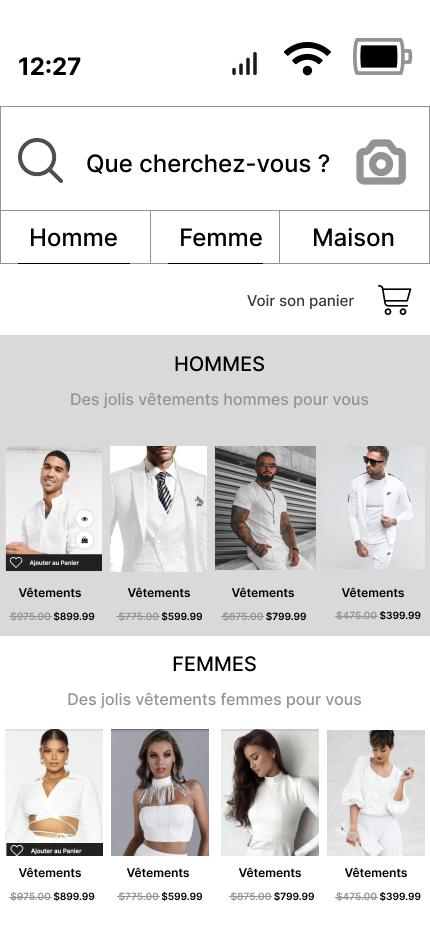 12:27
Que cherchez-vous ?
Homme Femme Maison
Voir son panier
HOMMES
Des jolis vêtements hommes pour vous
Ajouter au Panier
Vêtements Vêtements Vêtements Vêtements
$975.00 $899.99 $775.00 $599.99 $875.00 $799.99 $475.00 $399.99
FEMMES
Des jolis vêtements femmes pour vous
Ajouter au Panier
Vêtements Vêtements Vêtements Vêtements
$975.00 $899.99 $775.00 $599.99 $875.00 $799.99 $475.00 $399.99